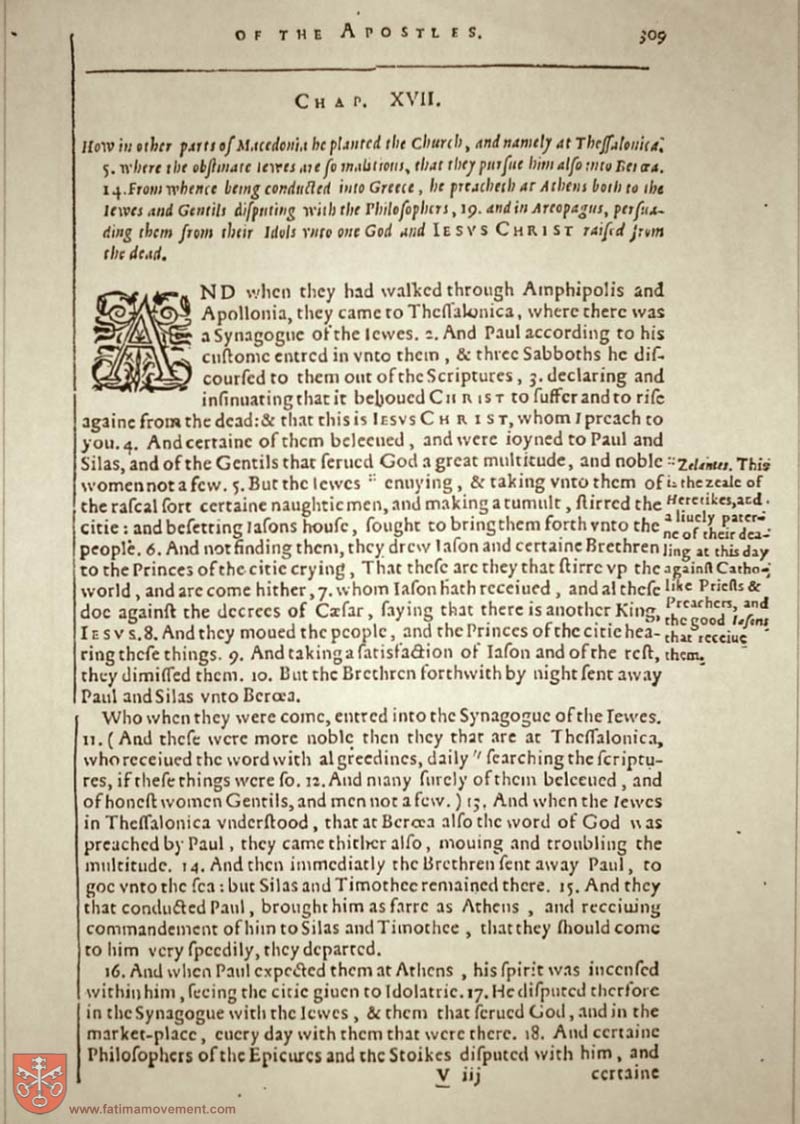 OF THE APOSTLES. 309
CHAP. XVII.
How in other parts of Macedonia he planted the Church, and namely at Theſſalonica:
5. where the obſtinate Iewes are ſo malitious, that they purſue him alſo into Berœa.
14. From whence being conducted into Greece, he preacheth at Athens both to the
Iewes and Gentils diſputing with the Philoſophers, 19. and in Areopagus, perſua-
ding them from their Idols vnto one God and IESVS CHRIST raiſed from
the dead.
AND when they had walked through Amphipolis and
Apollonia, they came to Theſſalonica, where there was
a Synagogue of the Iewes. 2. And Paul according to his
cuſtome entred in vnto them, & three Sabboths he diſ-
courſed to them out of the Scriptures, 3. declaring and
inſinuating that it behoued CHRIST to ſuffer and to riſe
againe from the dead: & that this is IESVS CHRIST, whom I preach to
you. 4. And certaine of them beleeued, and were ioyned to Paul and
Silas, and of the Gentils that ſerued God a great multitude, and noble
women not a few. 5. But the Iewes :: enuying, & taking vnto them of
the raſcal ſort certaine naughtie men, and making a tumult, ſtirred the
citie: and beſetting Iaſons houſe, ſought to bring them forth vnto the
people. 6. And not finding them, they drew Iaſon and certaine Brethren
to the Princes of the citie crying, That theſe are they that ſtirre vp the
world, and are come hither, 7. whom Iaſon hath receiued, and al theſe
doe againſt the decrees of Cæſar, ſaying that there is another King,
IESVS. 8. And they moued the people, and the Princes of the citie hea-
ring theſe things. 9. And taking a ſatisfaction of Iaſon and of the reſt,
they dimiſſed them. 10. But the Brethren forthwith by night ſent away
Paul and Silas vnto Berœa.
:: Zelantes. This
is the zeale of
Heretikes, and
a liuely pater-
ne of their dea-
ling at this day
againſt Catho-
like Prieſts &
Preachers, and
the good Iaſons
that receiue
them.
Who when they were come, entred into the Synagogue of the Iewes.
11. (And theſe were more noble then they that are at Theſſalonica,
who receiued the word with al greedines, daily " ſearching the ſcriptu-
res, if theſe things were ſo. 12. And many ſurely of them beleeued, and
of honeſt women Gentils, and men not a few.) 13. And when the Iewes
in Theſſalonica vnderſtood, that at Berœa alſo the word of God was
preached by Paul, they came thither alſo, mouing and troubling the
multitude. 14. And then immediatly the Brethren ſent away Paul, to
goe vnto the ſea: but Silas and Timothee remained there. 15. And they
that conducted Paul, brought him as farre as Athens, and receiuing
commandement of him to Silas and Timothee, that they ſhould come
to him very ſpeedily, they departed.
16. And when Paul expected them at Athens, his ſpirit was incenſed
within him, ſeeing the citie giuen to Idolatrie. 17. He diſputed therfore
in the Synagogue with the Iewes, & them that ſerued God, and in the
market-place, euery day with them that were there. 18. And certaine
Philoſophers of the Epicures and the Stoikes diſputed with him, and
V iij certaine
www.fatimamovement.com